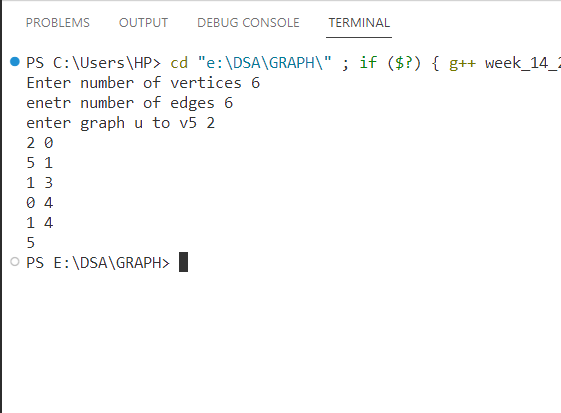 PROBLEMS OUTPUT DEBUG CONSOLE TERMINAL
PS C:\Users\HP> cd "e:\DSA\GRAPH\" ; if ($?) { g++ week_14_2
Enter number of vertices 6
enetr number of edges 6
enter graph u to v5 2
2 0
5 1
1 3
0 4
1 4
5
PS E:\DSA\GRAPH>